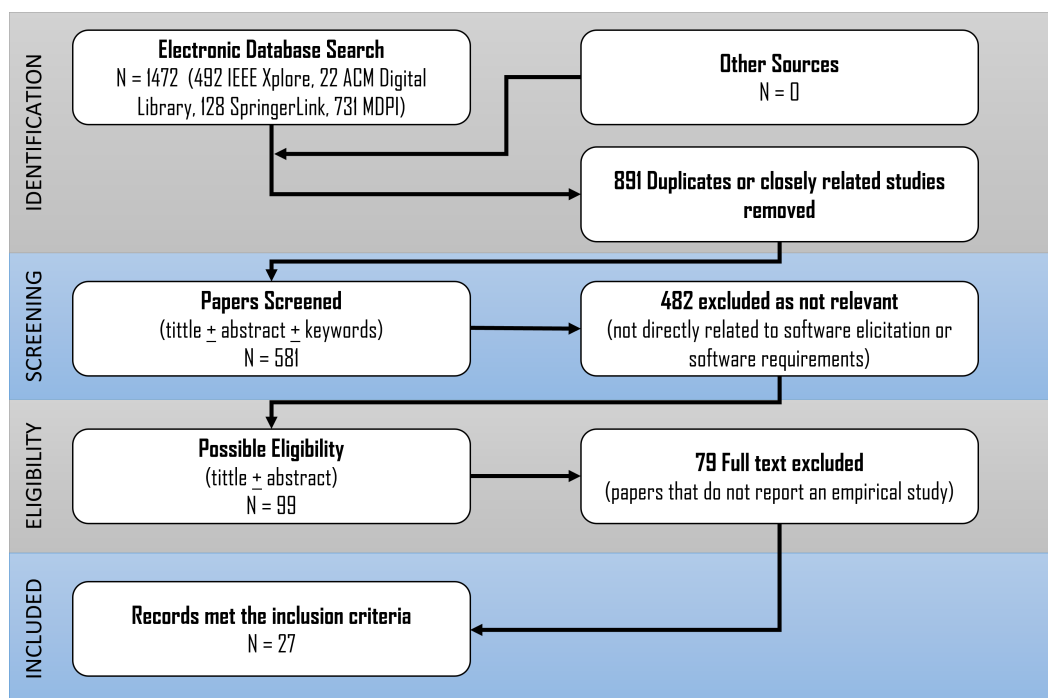 IDENTIFICATION
Electronic Database Search
N = 1472 (492 IEEE Xplore, 22 ACM Digital
Library, 128 SpringerLink, 731 MDPI)
Other Sources
N = 0
891 Duplicates or closely related studies
removed
SCREENING
Papers Screened
(tittle + abstract + keywords)
N = 581
482 excluded as not relevant
(not directly related to software elicitation or
software requirements)
ELIGIBILITY
Possible Eligibility
(tittle + abstract)
N = 99
79 Full text excluded
(papers that do not report an empirical study)
INCLUDED
Records met the inclusion criteria
N = 27